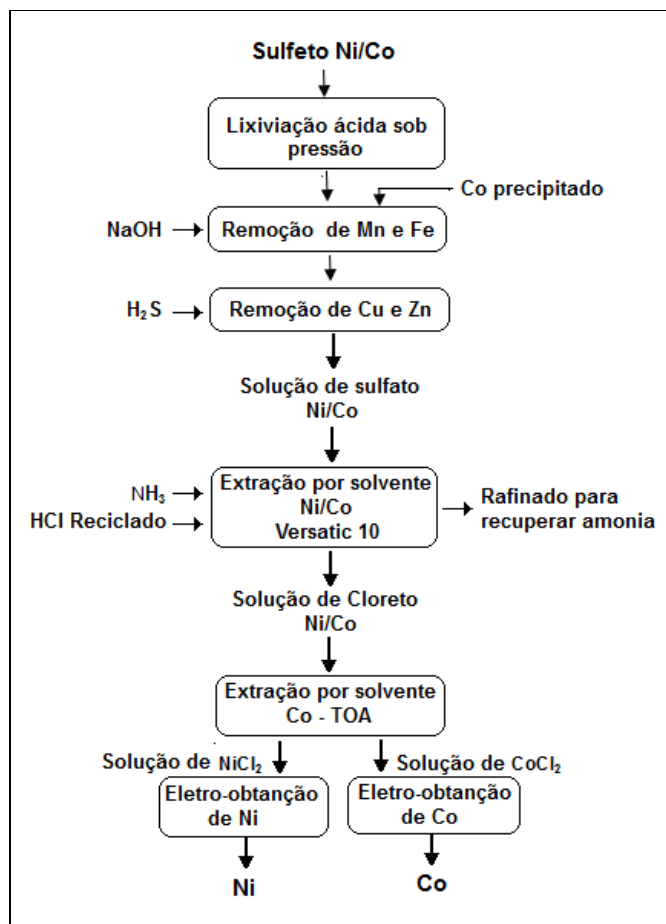 Sulfeto Ni/Co
Lixiviação ácida sob
pressão
Co precipitado
NaOH
Remoção de Mn e Fe
H₂S
Remoção de Cu e Zn
Solução de sulfato
Ni/Co
NH₃
HCl Reciclado
Extração por solvente
Ni/Co
Versatic 10
Rafinado para
recuperar amonia
Solução de Cloreto
Ni/Co
Extração por solvente
Co - TOA
Solução de NiCl₂
Solução de CoCl₂
Eletro-obtanção
de Ni
Eletro-obtanção
de Co
Ni
Co